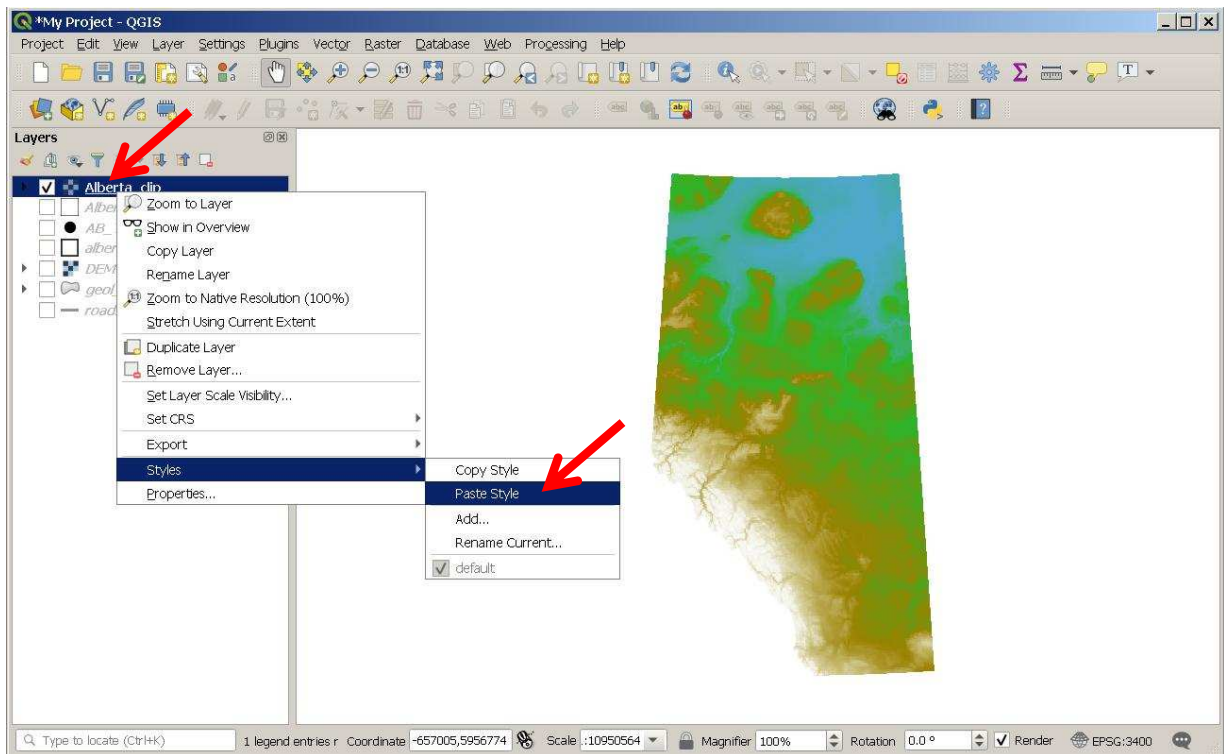 *My Project - QGIS
Project Edit View Layer Settings Plugins Vector Raster Database Web Processing Help
Layers
Alberta_clip
Zoom to Layer
Show in Overview
AB_
Copy Layer
Rename Layer
DEM
Zoom to Native Resolution (100%)
geol_
Stretch Using Current Extent
road
Duplicate Layer
Remove Layer...
Set Layer Scale Visibility...
Set CRS
Export
Styles
Properties...
Copy Style
Paste Style
Add...
Rename Current...
default
Type to locate (Ctrl+K) 1 legend entries r Coordinate -657005,5956774 Scale .:10950564 Magnifier 100% Rotation 0.0 ° Render EPSG:3400